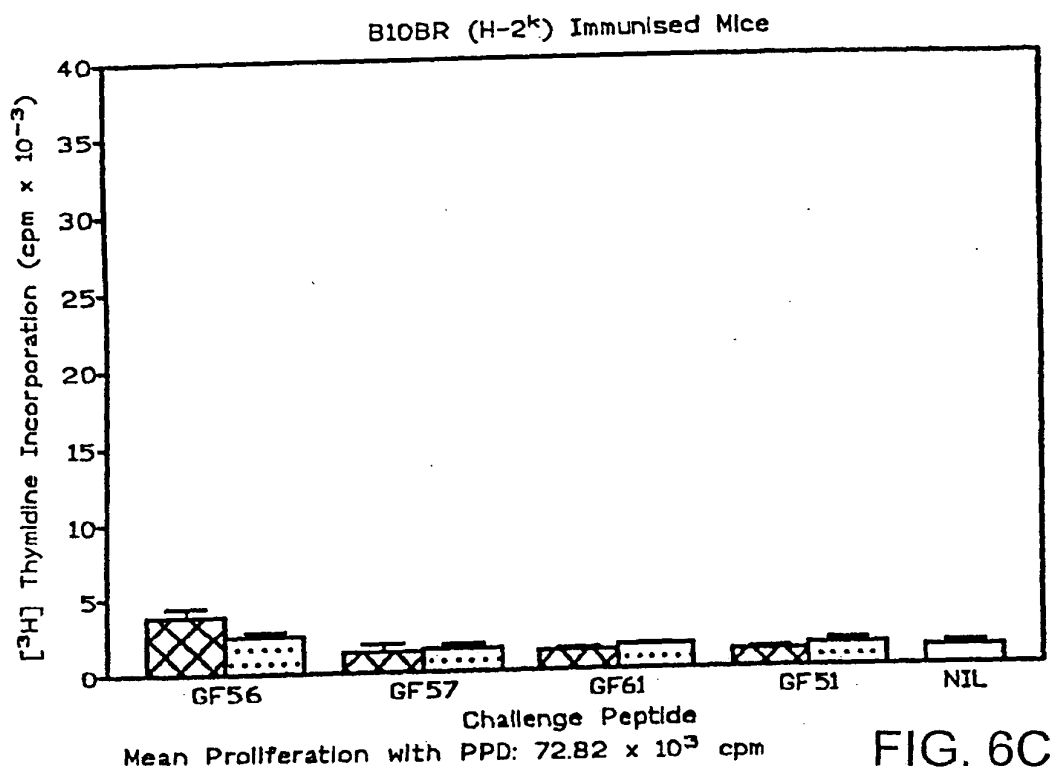 B10BR (H-2ᵏ) Immunised Mice
[³H] Thymidine Incorporation (cpm x 10⁻³)
40
35
30
25
20
15
10
5
0
GF56 GF57 GF61 GF51 NIL
Challenge Peptide
Mean Proliferation with PPD: 72.82 x 10³ cpm
FIG. 6C